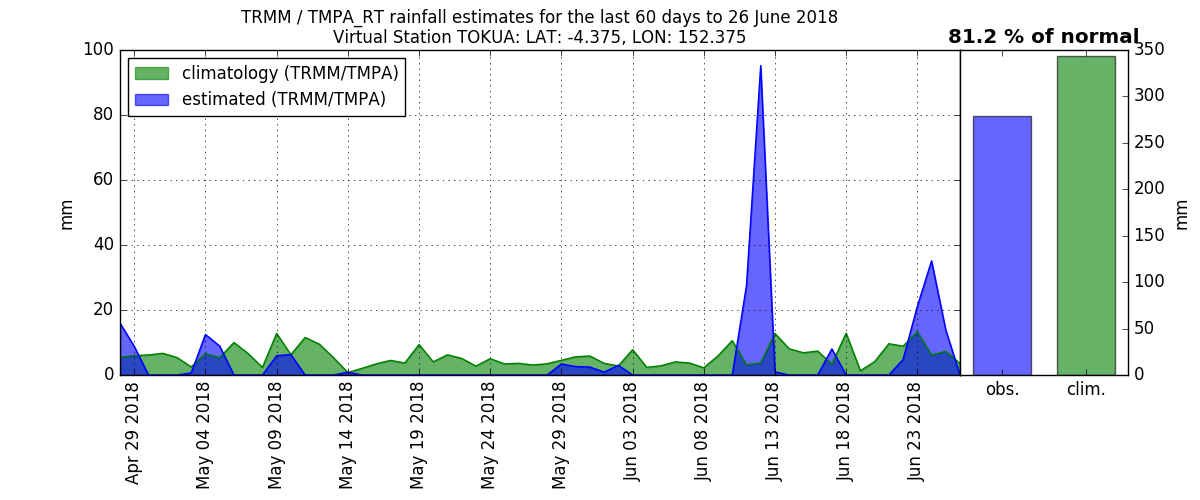 TRMM / TMPA_RT rainfall estimates for the last 60 days to 26 June 2018
Virtual Station TOKUA: LAT: -4.375, LON: 152.375
81.2 % of normal
climatology (TRMM/TMPA)
estimated (TRMM/TMPA)
mm
100
80
60
40
20
0
Apr 29 2018
May 04 2018
May 09 2018
May 14 2018
May 19 2018
May 24 2018
May 29 2018
Jun 03 2018
Jun 08 2018
Jun 13 2018
Jun 18 2018
Jun 23 2018
obs.
clim.
350
300
250
200
150
100
50
0
mm